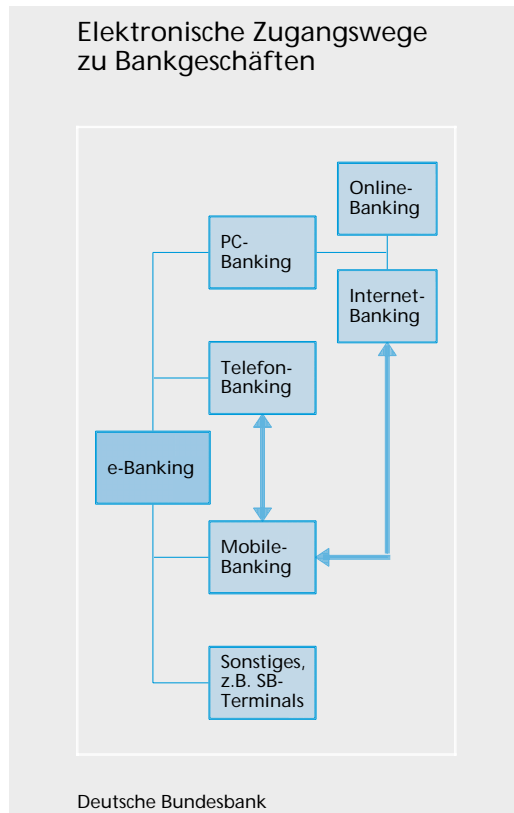 Elektronische Zugangswege
zu Bankgeschäften
Online-
Banking
PC-
Banking
Internet-
Banking
Telefon-
Banking
e-Banking
Mobile-
Banking
Sonstiges,
z.B. SB-
Terminals
Deutsche Bundesbank